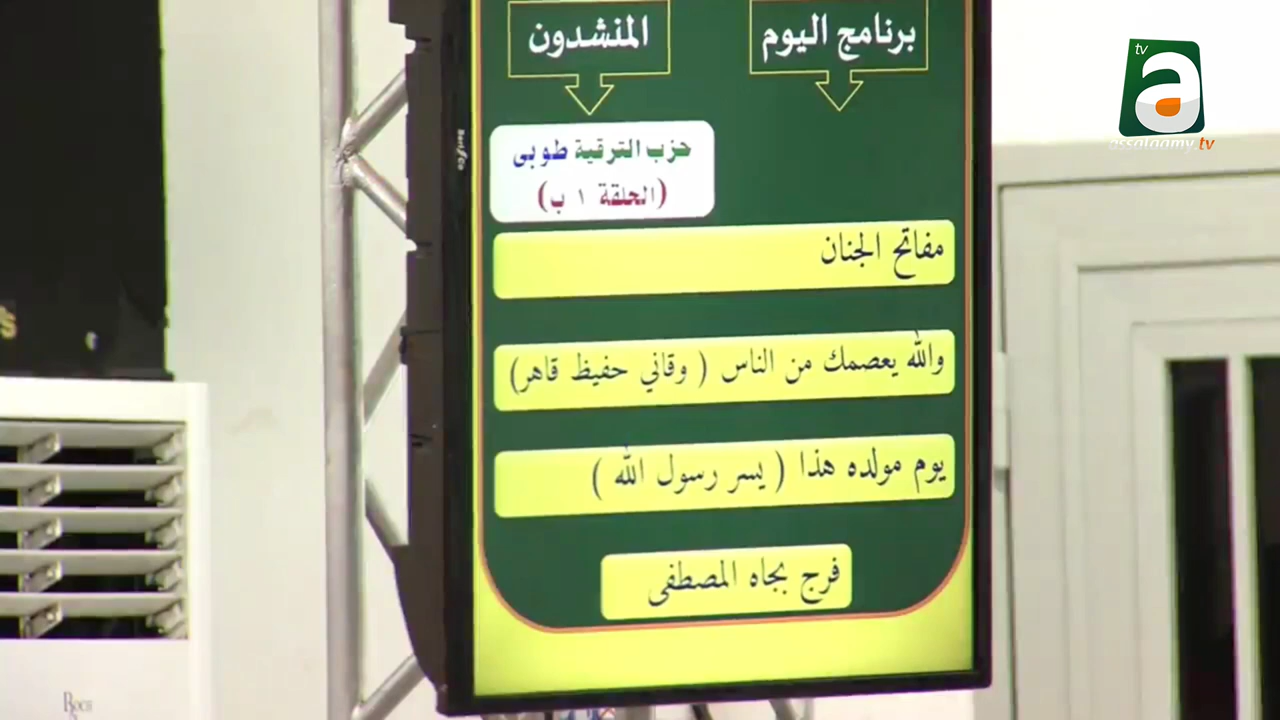 برنامج اليوم
المنشدون
حزب الترقية طوبى
(الحلقة ١ ب)
مفاتح الجنان
والله يعصمك من الناس ( وقاني حفيظ قاهر)
يوم مولده هذا ( يسر رسول الله )
فرج بجاه المصطفى
tv
a
assalaamy tv